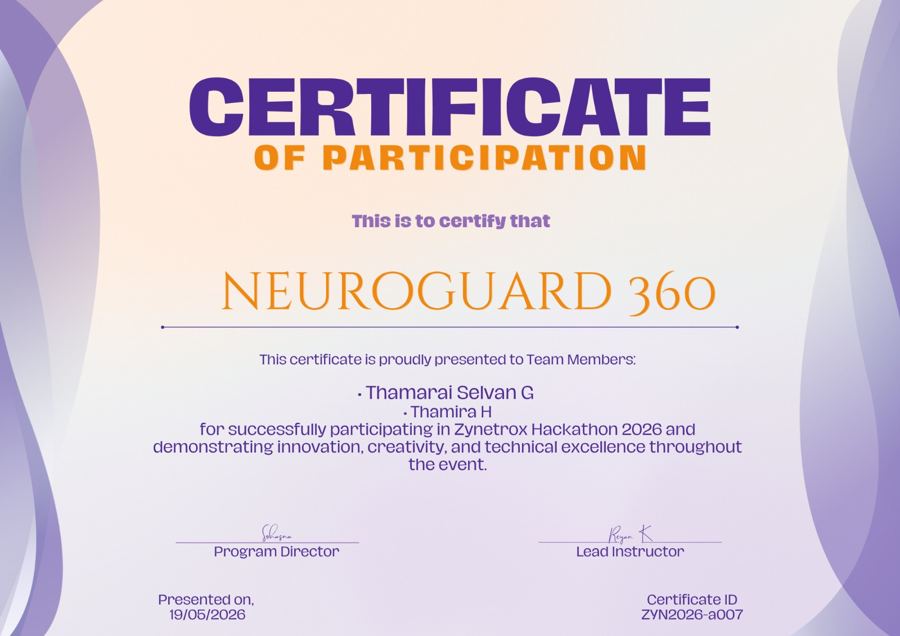 CERTIFICATE
OF PARTICIPATION
This is to certify that
NEUROGUARD 360
This certificate is proudly presented to Team Members:
• Thamarai Selvan G
• Thamira H
for successfully participating in Zynetrox Hackathon 2026 and
demonstrating innovation, creativity, and technical excellence throughout
the event.
Reyan K
Program Director
Lead Instructor
Presented on,
19/05/2026
Certificate ID
ZYN2026-a007